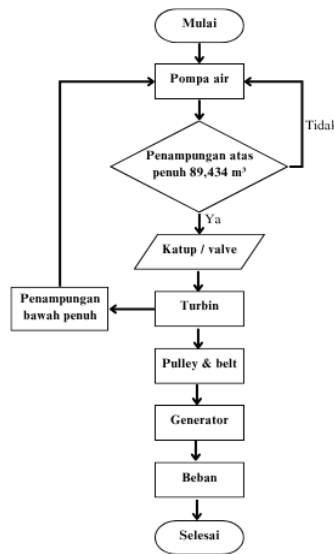 Mulai
Pompa air
Tidak
Penampungan atas
penuh 89,434 m³
Ya
Katup / valve
Penampungan
bawah penuh
Turbin
Pulley & belt
Generator
Beban
Selesai